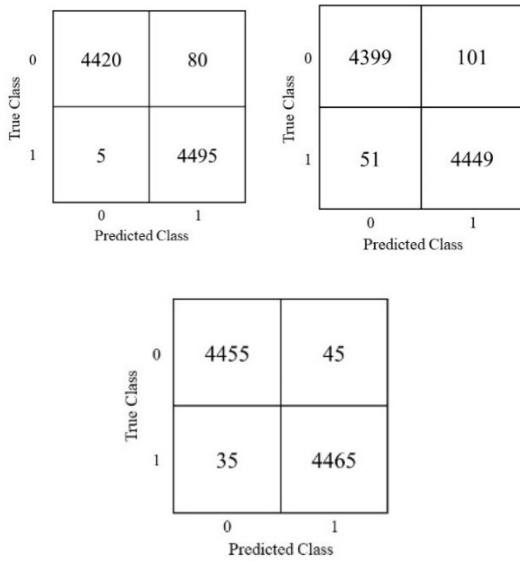 0 4420 80
1 5 4495
0 1
True Class
Predicted Class
0 4399 101
1 51 4449
0 1
True Class
Predicted Class
0 4455 45
1 35 4465
0 1
True Class
Predicted Class